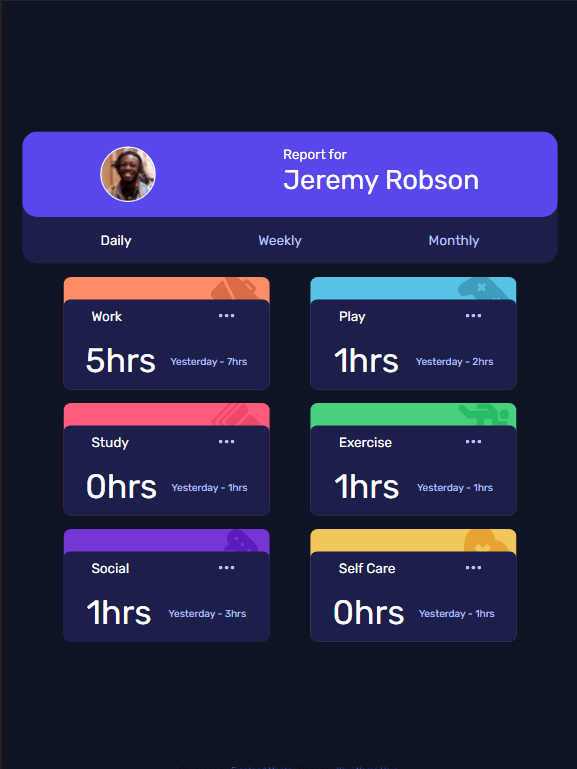 Report for
Jeremy Robson
Daily Weekly Monthly
Work
5hrs Yesterday - 7hrs
Play
1hrs Yesterday - 2hrs
Study
0hrs Yesterday - 1hrs
Exercise
1hrs Yesterday - 1hrs
Social
1hrs Yesterday - 3hrs
Self Care
0hrs Yesterday - 1hrs